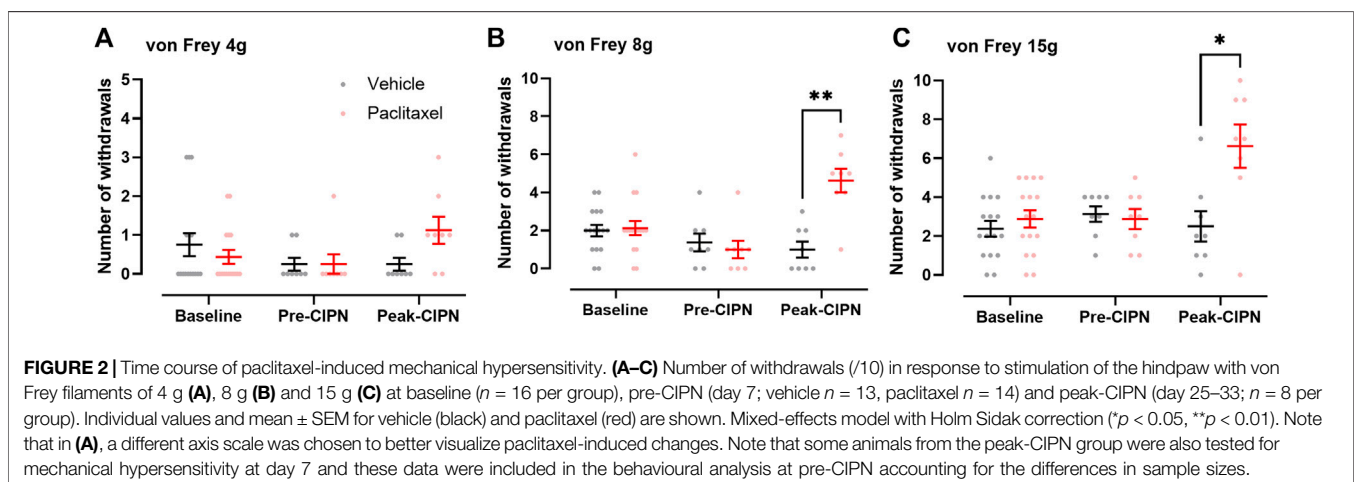 A
von Frey 4g
Number of withdrawals
5
4
3
2
1
0
Vehicle
Paclitaxel
Baseline
Pre-CIPN
Peak-CIPN
B
von Frey 8g
Number of withdrawals
10
8
6
4
2
0
**
Baseline
Pre-CIPN
Peak-CIPN
C
von Frey 15g
Number of withdrawals
10
8
6
4
2
0
*
Baseline
Pre-CIPN
Peak-CIPN
FIGURE 2 | Time course of paclitaxel-induced mechanical hypersensitivity. (A–C) Number of withdrawals (/10) in response to stimulation of the hindpaw with von
Frey filaments of 4 g (A), 8 g (B) and 15 g (C) at baseline (n = 16 per group), pre-CIPN (day 7; vehicle n = 13, paclitaxel n = 14) and peak-CIPN (day 25–33; n = 8 per
group). Individual values and mean ± SEM for vehicle (black) and paclitaxel (red) are shown. Mixed-effects model with Holm Sidak correction (*p < 0.05, **p < 0.01). Note
that in (A), a different axis scale was chosen to better visualize paclitaxel-induced changes. Note that some animals from the peak-CIPN group were also tested for
mechanical hypersensitivity at day 7 and these data were included in the behavioural analysis at pre-CIPN accounting for the differences in sample sizes.